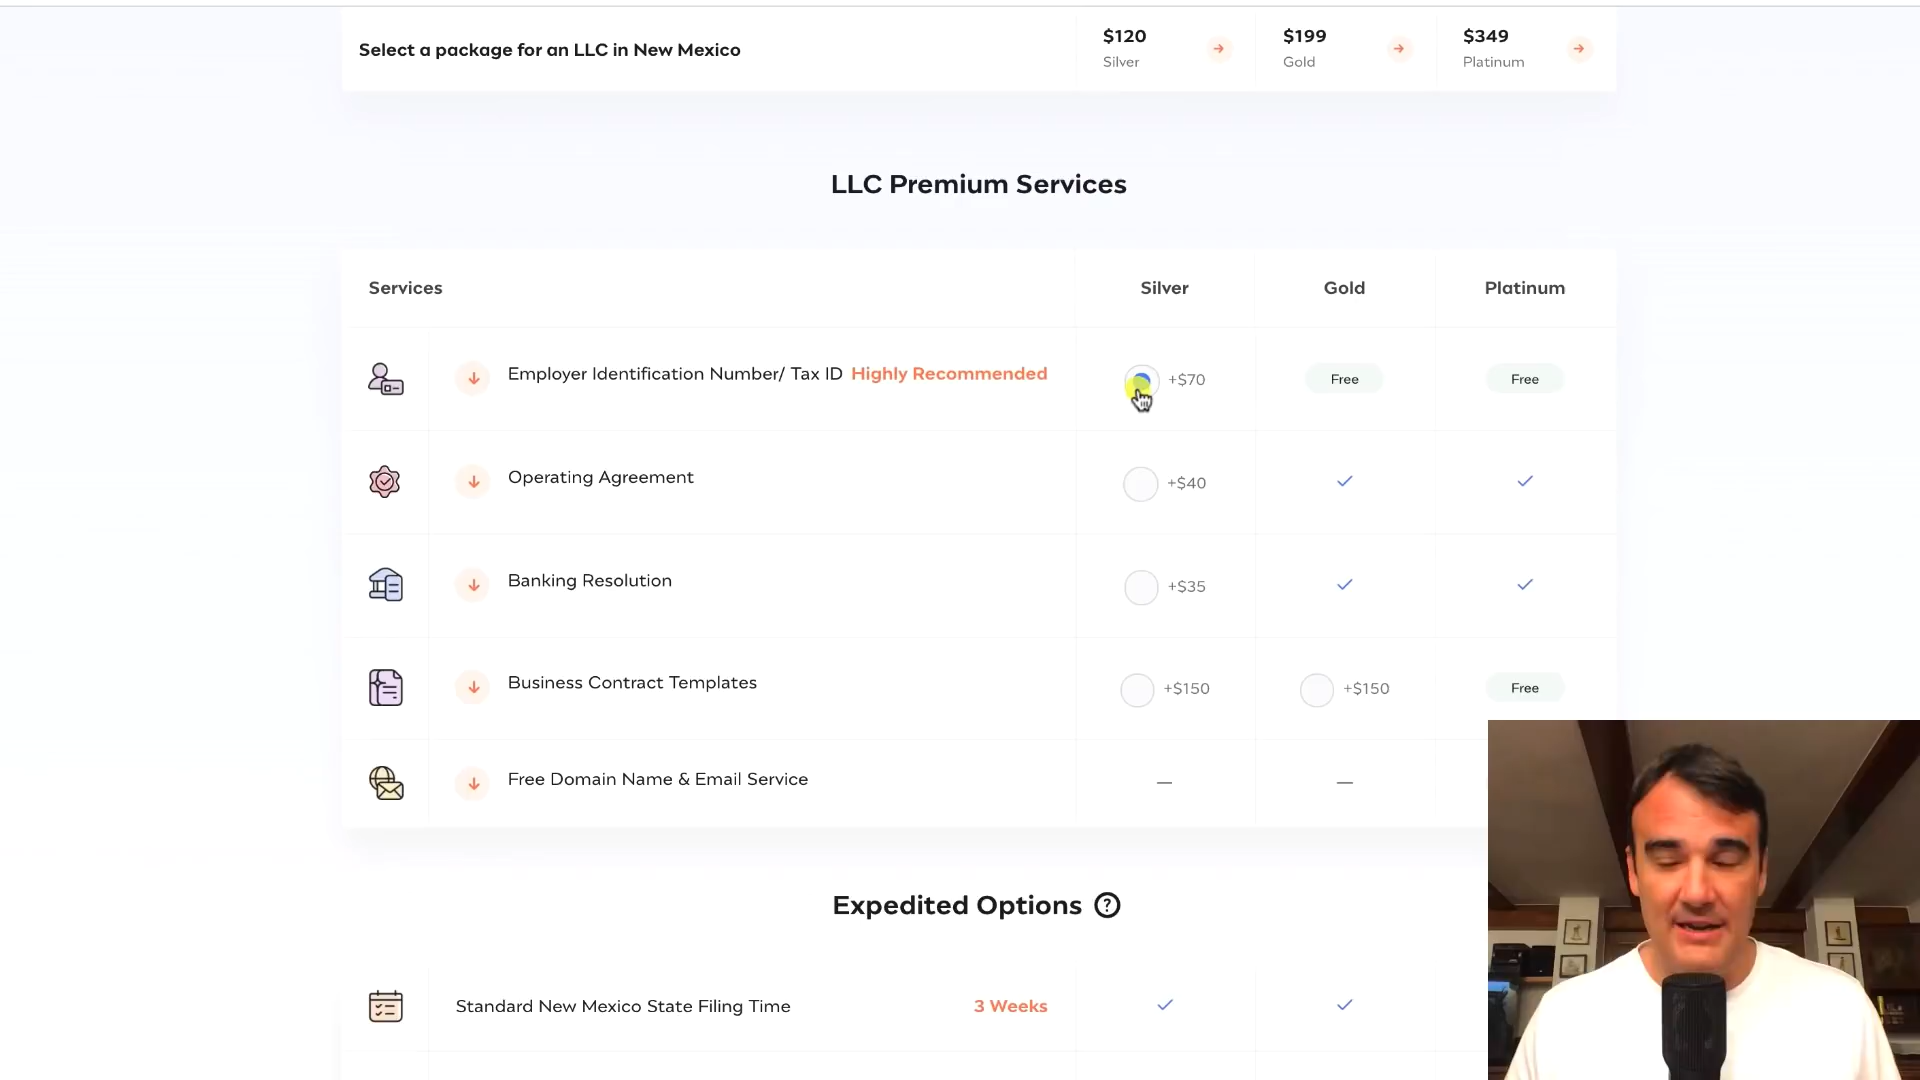 Select a package for an LLC in New Mexico
$120
Silver
$199
Gold
$349
Platinum
LLC Premium Services
Services
Silver
Gold
Platinum
Employer Identification Number/ Tax ID Highly Recommended
+$70
Free
Free
Operating Agreement
+$40
Banking Resolution
+$35
Business Contract Templates
+$150
+$150
Free
Free Domain Name & Email Service
—
—
Expedited Options ?
Standard New Mexico State Filing Time
3 Weeks